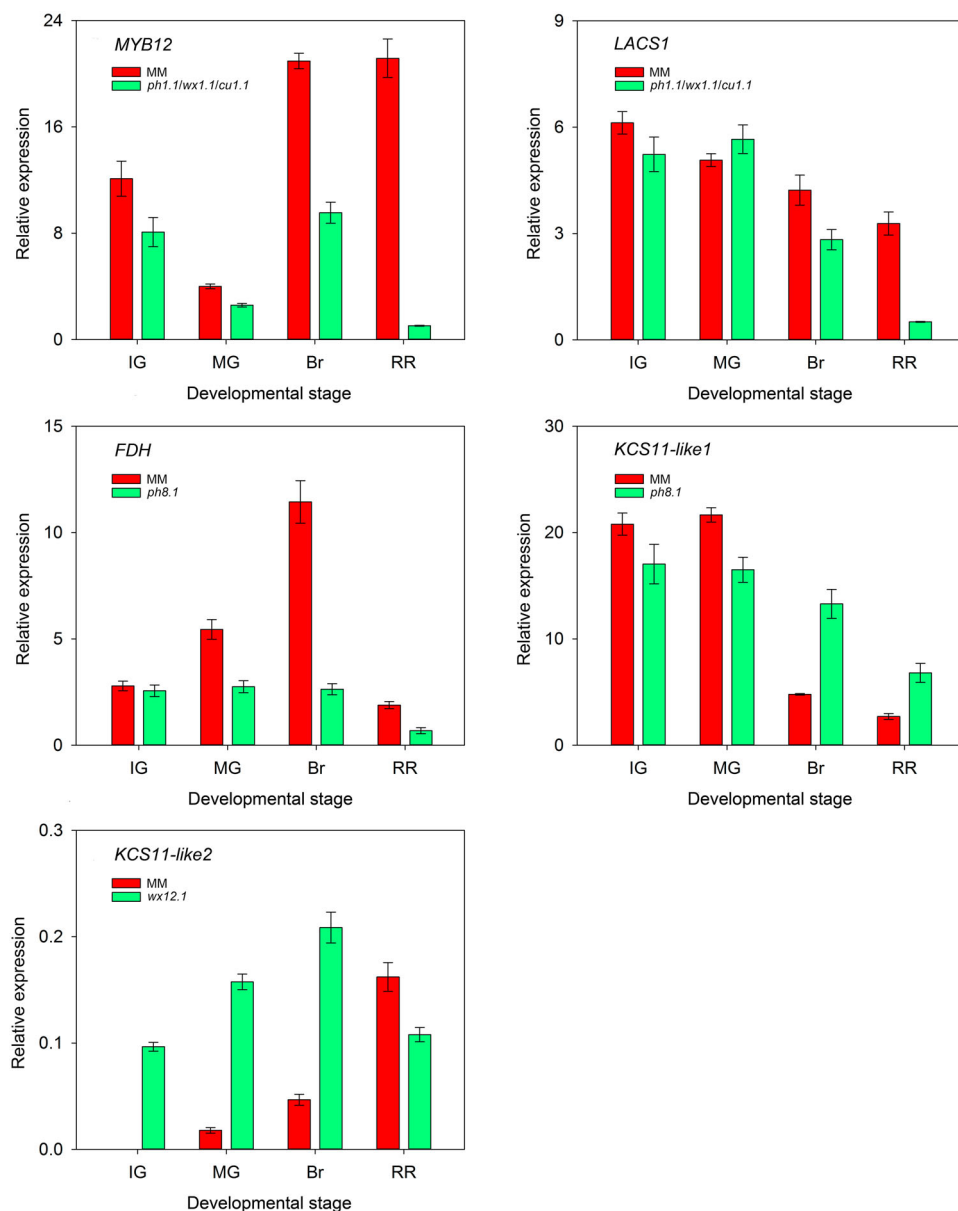 MYB12
MM
ph1.1/wx1.1/cu1.1
24
16
8
0
Relative expression
IG MG Br RR
Developmental stage
LACS1
MM
ph1.1/wx1.1/cu1.1
9
6
3
0
Relative expression
IG MG Br RR
Developmental stage
FDH
MM
ph8.1
15
10
5
0
Relative expression
IG MG Br RR
Developmental stage
KCS11-like1
MM
ph8.1
30
20
10
0
Relative expression
IG MG Br RR
Developmental stage
KCS11-like2
MM
wx12.1
0.3
0.2
0.1
0.0
Relative expression
IG MG Br RR
Developmental stage